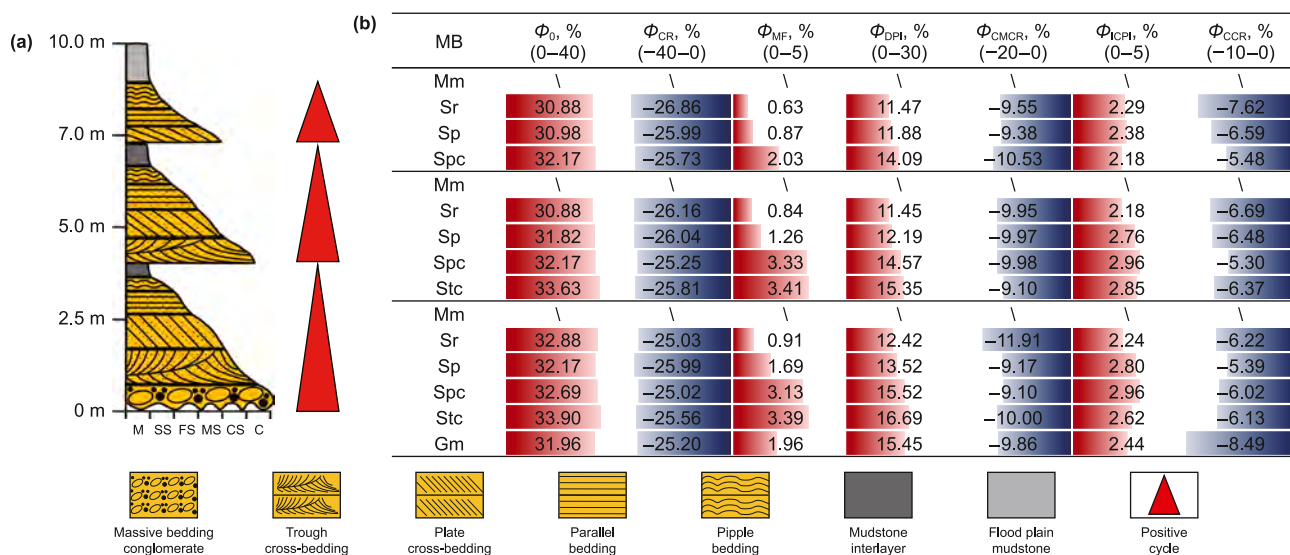 (a)
10.0 m
7.0 m
5.0 m
2.5 m
0 m
M SS FS MS CS C
(b)
MB Φ0, % (0–40) ΦCR, % (–40–0) ΦMF, % (0–5) ΦDPI, % (0–30) ΦCMCR, % (–20–0) ΦICPI, % (0–5) ΦCCR, % (–10–0)
Mm \ \ \ \ \ \ \
Sr 30.88 –26.86 0.63 11.47 –9.55 2.29 –7.62
Sp 30.98 –25.99 0.87 11.88 –9.38 2.38 –6.59
Spc 32.17 –25.73 2.03 14.09 –10.53 2.18 –5.48
Mm \ \ \ \ \ \ \
Sr 30.88 –26.16 0.84 11.45 –9.95 2.18 –6.69
Sp 31.82 –26.04 1.26 12.19 –9.97 2.76 –6.48
Spc 32.17 –25.25 3.33 14.57 –9.98 2.96 –5.30
Stc 33.63 –25.81 3.41 15.35 –9.10 2.85 –6.37
Mm \ \ \ \ \ \ \
Sr 32.88 –25.03 0.91 12.42 –11.91 2.24 –6.22
Sp 32.17 –25.99 1.69 13.52 –9.17 2.80 –5.39
Spc 32.69 –25.02 3.13 15.52 –9.10 2.96 –6.02
Stc 33.90 –25.56 3.39 16.69 –10.00 2.62 –6.13
Gm 31.96 –25.20 1.96 15.45 –9.86 2.44 –8.49
Massive bedding
conglomerate
Trough
cross-bedding
Plate
cross-bedding
Parallel
bedding
Pipple
bedding
Mudstone
interlayer
Flood plain
mudstone
Positive
cycle